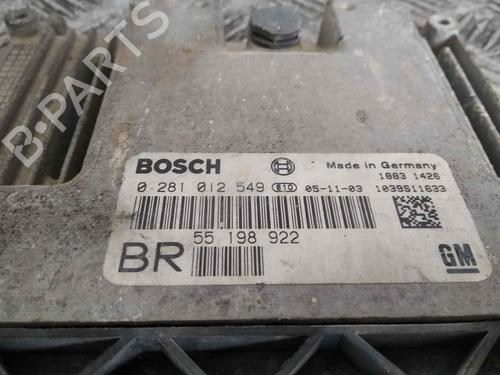 B-PARTS
BOSCH
Made in Germany
1883 1426
0 281 012 549 810 05-11-03 1039S11633
55 198 922
BR
GM